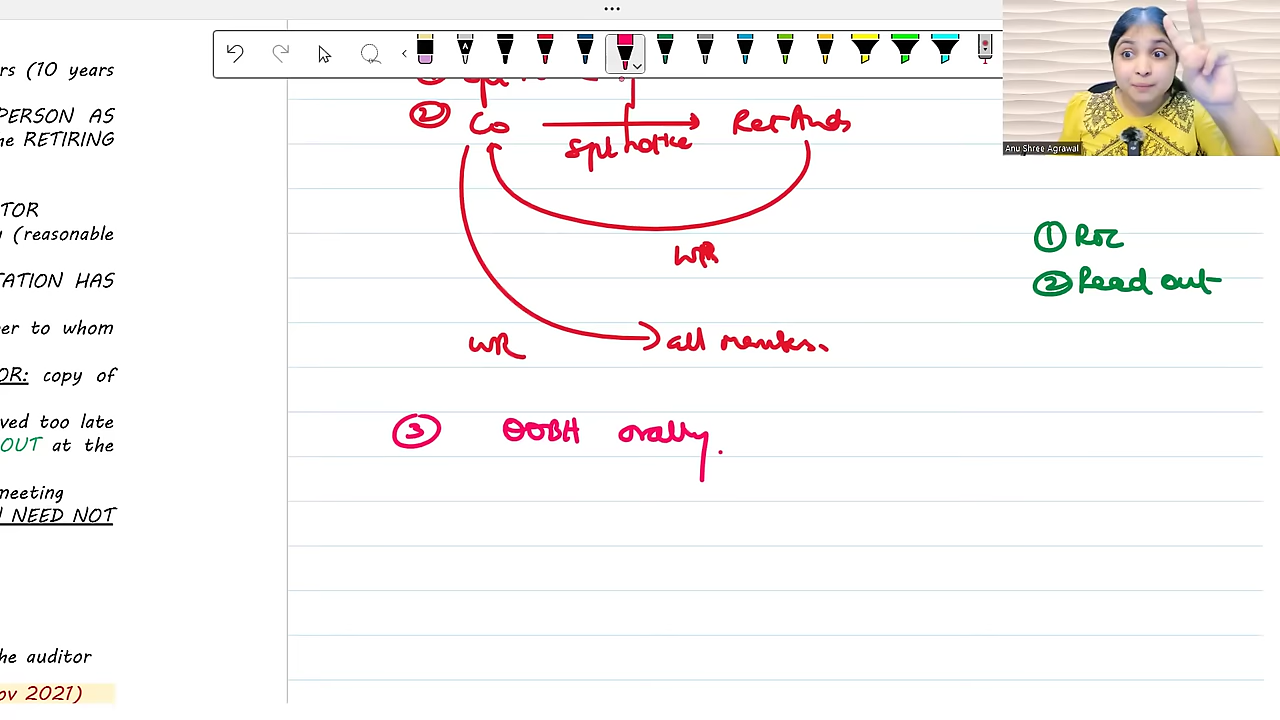 rs (10 years
PERSON AS
he RETIRING
TOR
(reasonable
TATION HAS
er to whom
OR: copy of
ved too late
OUT at the
meeting
NEED NOT
he auditor
ov 2021)
② Co
Spl notice
Ret Auds
WR
WR
all members.
③ OOBH orally.
① ROC
② Read out
Anu Shree Agrawal